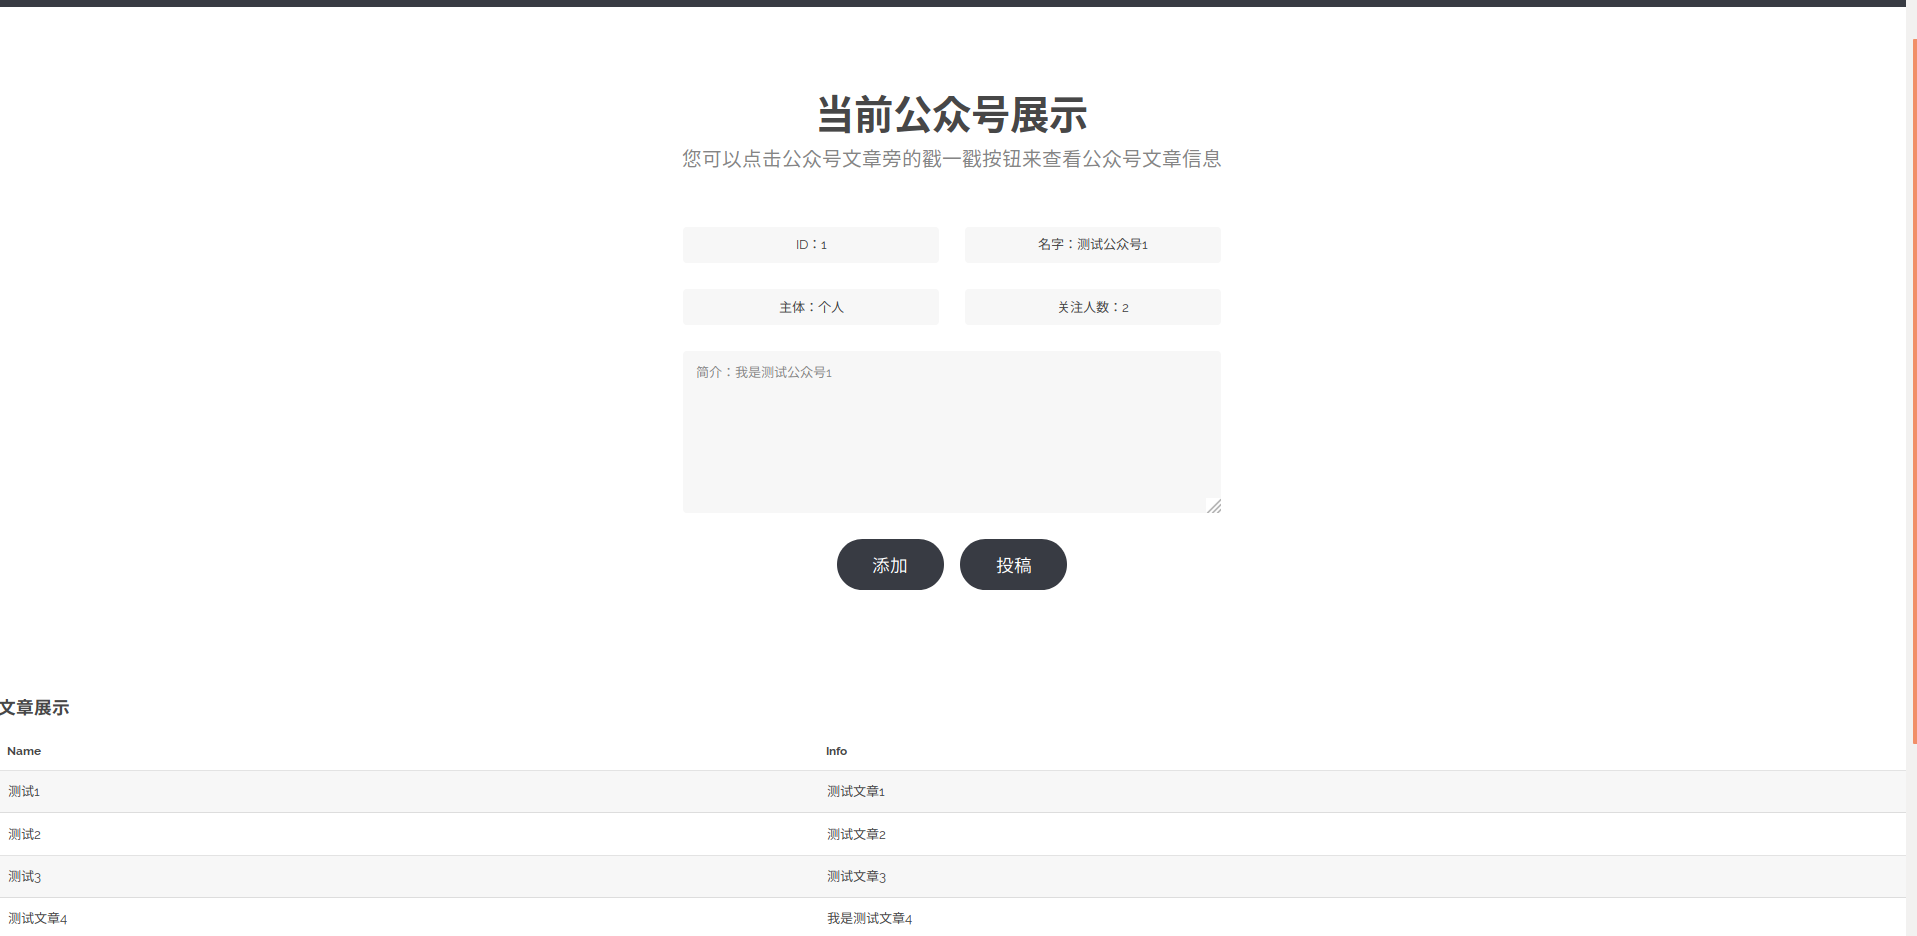 当前公众号展示
您可以点击公众号文章旁的戳一戳按钮来查看公众号文章信息
ID：1
名字：测试公众号1
主体：个人
关注人数：2
简介：我是测试公众号1
添加
投稿
文章展示
Name Info
测试1 测试文章1
测试2 测试文章2
测试3 测试文章3
测试文章4 我是测试文章4